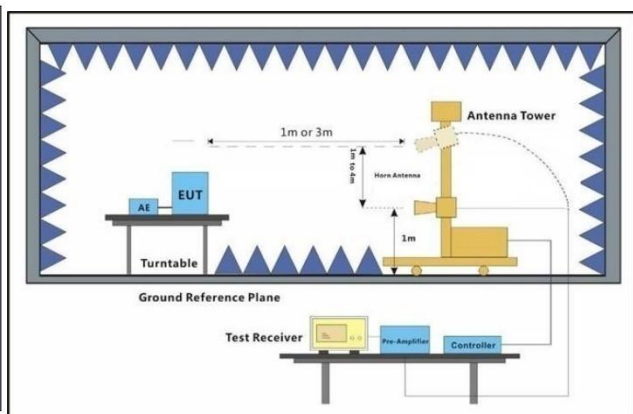 1m or 3m
Antenna Tower
1m to 4m
Horn Antenna
EUT
AE
1m
Turntable
Ground Reference Plane
Test Receiver
Pre-Amplifier
Controller